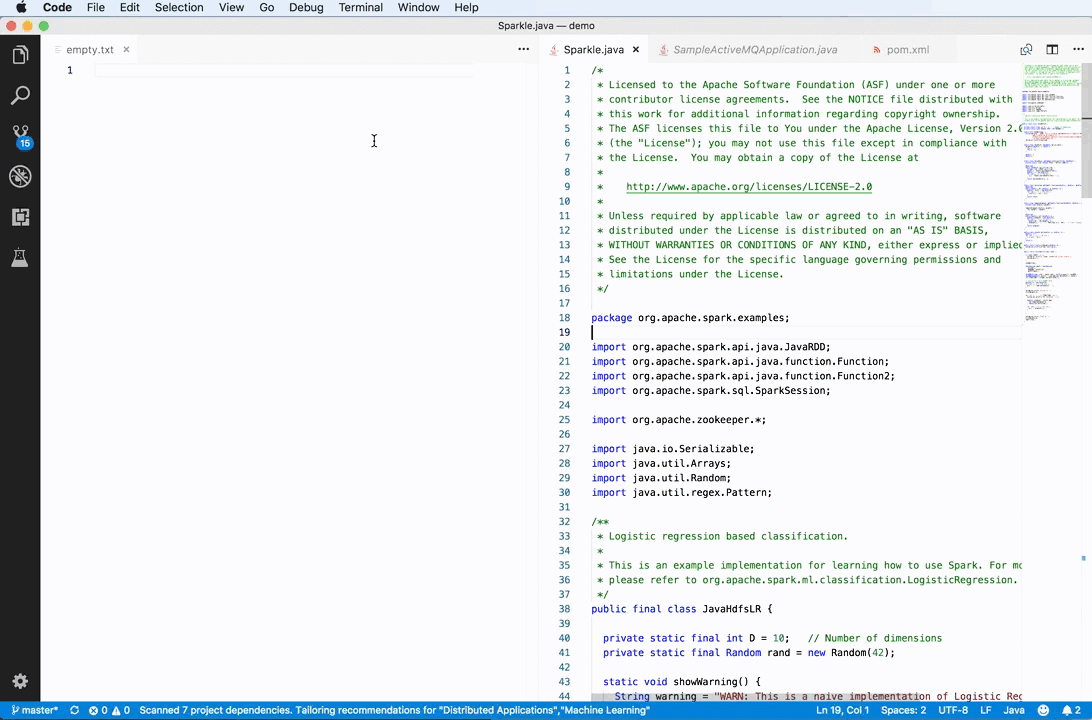 Code File Edit Selection View Go Debug Terminal Window Help
Sparkle.java — demo
empty.txt
Sparkle.java
SampleActiveMQApplication.java
pom.xml
15
1
1 /*
2 * Licensed to the Apache Software Foundation (ASF) under one or more
3 * contributor license agreements.  See the NOTICE file distributed with
4 * this work for additional information regarding copyright ownership.
5 * The ASF licenses this file to You under the Apache License, Version 2.0
6 * (the "License"); you may not use this file except in compliance with
7 * the License.  You may obtain a copy of the License at
8 *
9 *    http://www.apache.org/licenses/LICENSE-2.0
10 *
11 * Unless required by applicable law or agreed to in writing, software
12 * distributed under the License is distributed on an "AS IS" BASIS,
13 * WITHOUT WARRANTIES OR CONDITIONS OF ANY KIND, either express or implied
14 * See the License for the specific language governing permissions and
15 * limitations under the License.
16 */
17
18 package org.apache.spark.examples;
19
20 import org.apache.spark.api.java.JavaRDD;
21 import org.apache.spark.api.java.function.Function;
22 import org.apache.spark.api.java.function.Function2;
23 import org.apache.spark.sql.SparkSession;
24
25 import org.apache.zookeeper.*;
26
27 import java.io.Serializable;
28 import java.util.Arrays;
29 import java.util.Random;
30 import java.util.regex.Pattern;
31
32 /**
33 * Logistic regression based classification.
34 *
35 * This is an example implementation for learning how to use Spark. For mo
36 * please refer to org.apache.spark.ml.classification.LogisticRegression.
37 */
38 public final class JavaHdfsLR {
39
40 private static final int D = 10;   // Number of dimensions
41 private static final Random rand = new Random(42);
42
43 static void showWarning() {
44 String warning = "WARN: This is a naive implementation of Logistic Reg
master* 0 0 Scanned 7 project dependencies. Tailoring recommendations for "Distributed Applications","Machine Learning" Ln 19, Col 1 Spaces: 2 UTF-8 LF Java 2